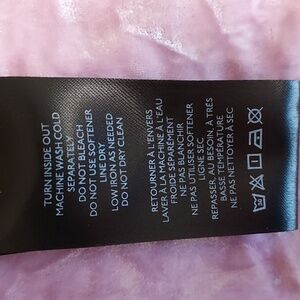 TURN INSIDE OUT
MACHINE WASH, COLD
SEPARATELY
DO NOT BLEACH
DO NOT USE SOFTENER
LINE DRY
LOW IRON AS NEEDED
DO NOT DRY CLEAN
RETOURNER À L'ENVERS
LAVER À LA MACHINE À L'EAU
FROIDE SÉPARÉMENT
NE PAS BLANCHIR
NE PAS UTILISER SOFTENER
LIGNE SEC
REPASSER, AU BESOIN, À TRÈS
BASSE TEMPÉRATURE
NE PAS NETTOYER À SEC